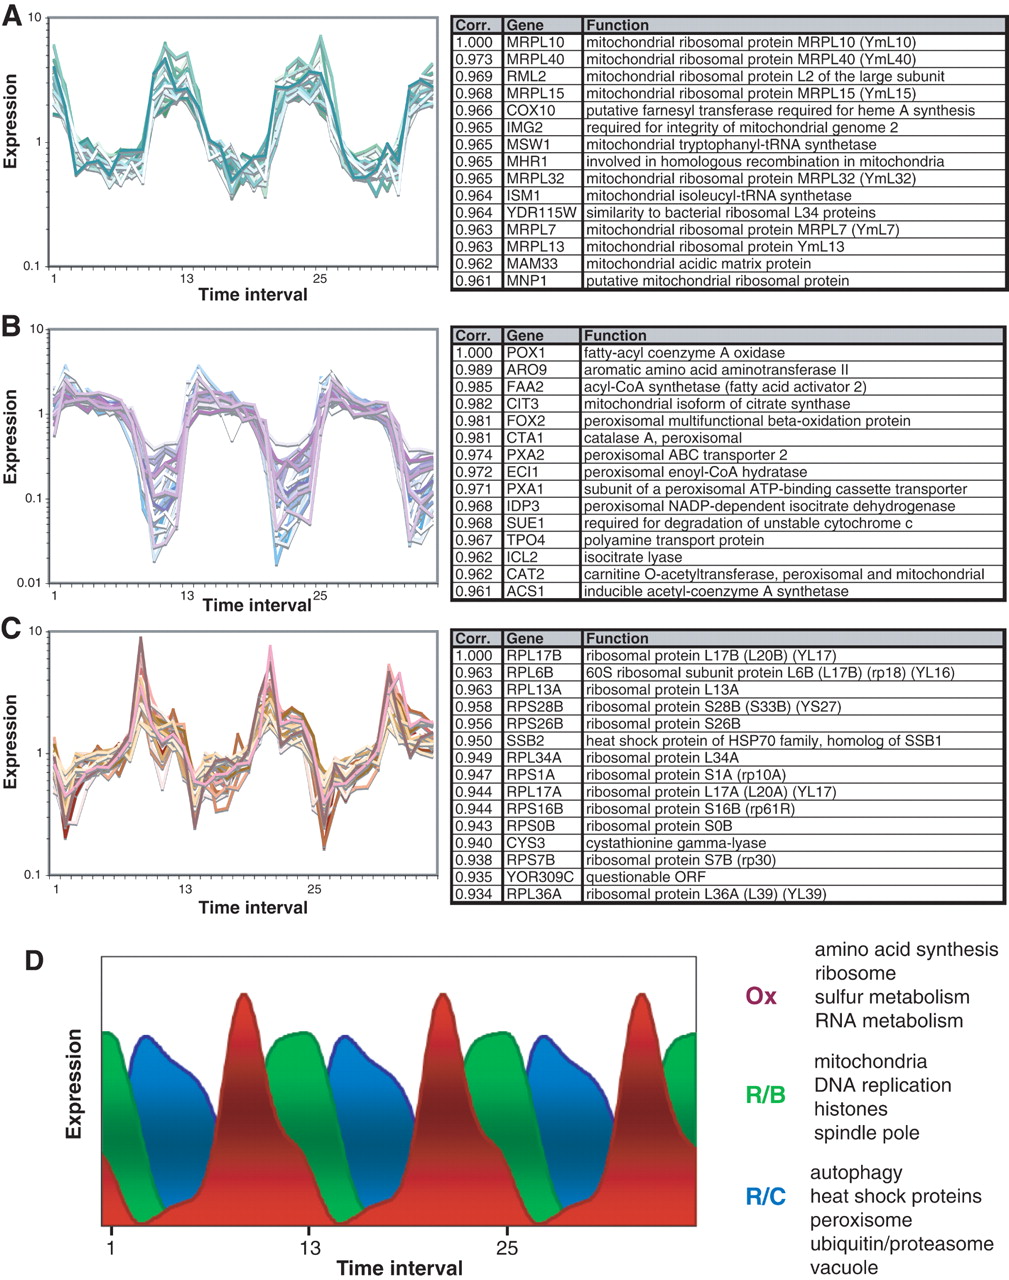 A
10
1
0.1
Expression
1 13 25
Time interval
Corr. Gene Function
1.000 MRPL10 mitochondrial ribosomal protein MRPL10 (YmL10)
0.973 MRPL40 mitochondrial ribosomal protein MRPL40 (YmL40)
0.969 RML2 mitochondrial ribosomal protein L2 of the large subunit
0.968 MRPL15 mitochondrial ribosomal protein MRPL15 (YmL15)
0.966 COX10 putative farnesyl transferase required for heme A synthesis
0.965 IMG2 required for integrity of mitochondrial genome 2
0.965 MSW1 mitochondrial tryptophanyl-tRNA synthetase
0.965 MHR1 involved in homologous recombination in mitochondria
0.965 MRPL32 mitochondrial ribosomal protein MRPL32 (YmL32)
0.964 ISM1 mitochondrial isoleucyl-tRNA synthetase
0.964 YDR115W similarity to bacterial ribosomal L34 proteins
0.963 MRPL7 mitochondrial ribosomal protein MRPL7 (YmL7)
0.963 MRPL13 mitochondrial ribosomal protein YmL13
0.962 MAM33 mitochondrial acidic matrix protein
0.961 MNP1 putative mitochondrial ribosomal protein
B
10
1
0.1
0.01
Expression
1 13 25
Time interval
Corr. Gene Function
1.000 POX1 fatty-acyl coenzyme A oxidase
0.989 ARO9 aromatic amino acid aminotransferase II
0.985 FAA2 acyl-CoA synthetase (fatty acid activator 2)
0.982 CIT3 mitochondrial isoform of citrate synthase
0.981 FOX2 peroxisomal multifunctional beta-oxidation protein
0.981 CTA1 catalase A, peroxisomal
0.974 PXA2 peroxisomal ABC transporter 2
0.972 ECI1 peroxisomal enoyl-CoA hydratase
0.971 PXA1 subunit of a peroxisomal ATP-binding cassette transporter
0.968 IDP3 peroxisomal NADP-dependent isocitrate dehydrogenase
0.968 SUE1 required for degradation of unstable cytochrome c
0.967 TPO4 polyamine transport protein
0.962 ICL2 isocitrate lyase
0.962 CAT2 carnitine O-acetyltransferase, peroxisomal and mitochondrial
0.961 ACS1 inducible acetyl-coenzyme A synthetase
C
10
1
0.1
Expression
1 13 25
Time interval
Corr. Gene Function
1.000 RPL17B ribosomal protein L17B (L20B) (YL17)
0.963 RPL6B 60S ribosomal subunit protein L6B (L17B) (rp18) (YL16)
0.963 RPL13A ribosomal protein L13A
0.958 RPS28B ribosomal protein S28B (S33B) (YS27)
0.956 RPS26B ribosomal protein S26B
0.950 SSB2 heat shock protein of HSP70 family, homolog of SSB1
0.949 RPL34A ribosomal protein L34A
0.947 RPS1A ribosomal protein S1A (rp10A)
0.944 RPL17A ribosomal protein L17A (L20A) (YL17)
0.944 RPS16B ribosomal protein S16B (rp61R)
0.943 RPS0B ribosomal protein S0B
0.940 CYS3 cystathionine gamma-lyase
0.938 RPS7B ribosomal protein S7B (rp30)
0.935 YOR309C questionable ORF
0.934 RPL36A ribosomal protein L36A (L39) (YL39)
D
Expression
1 13 25
Time interval
Ox
amino acid synthesis
ribosome
sulfur metabolism
RNA metabolism
R/B
mitochondria
DNA replication
histones
spindle pole
R/C
autophagy
heat shock proteins
peroxisome
ubiquitin/proteasome
vacuole